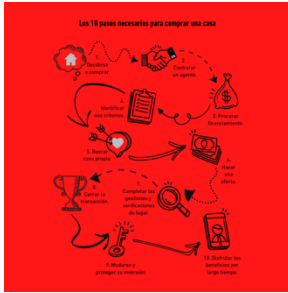 Los 10 pasos necesarios para comprar una casa
1.
Decidirse
a comprar.
2.
Contratar
un agente.
3. Procurar
financiamiento.
4.
Identificar
sus criterios.
5. Buscar
casa propia.
6.
Hacer
una
oferta.
7.
Completar las
gestiones y
verificaciones
de lugar.
8.
Cerrar la
transacción.
9. Mudarse y
proteger su inversión.
10. Disfrutar los
beneficios por
largo tiempo.